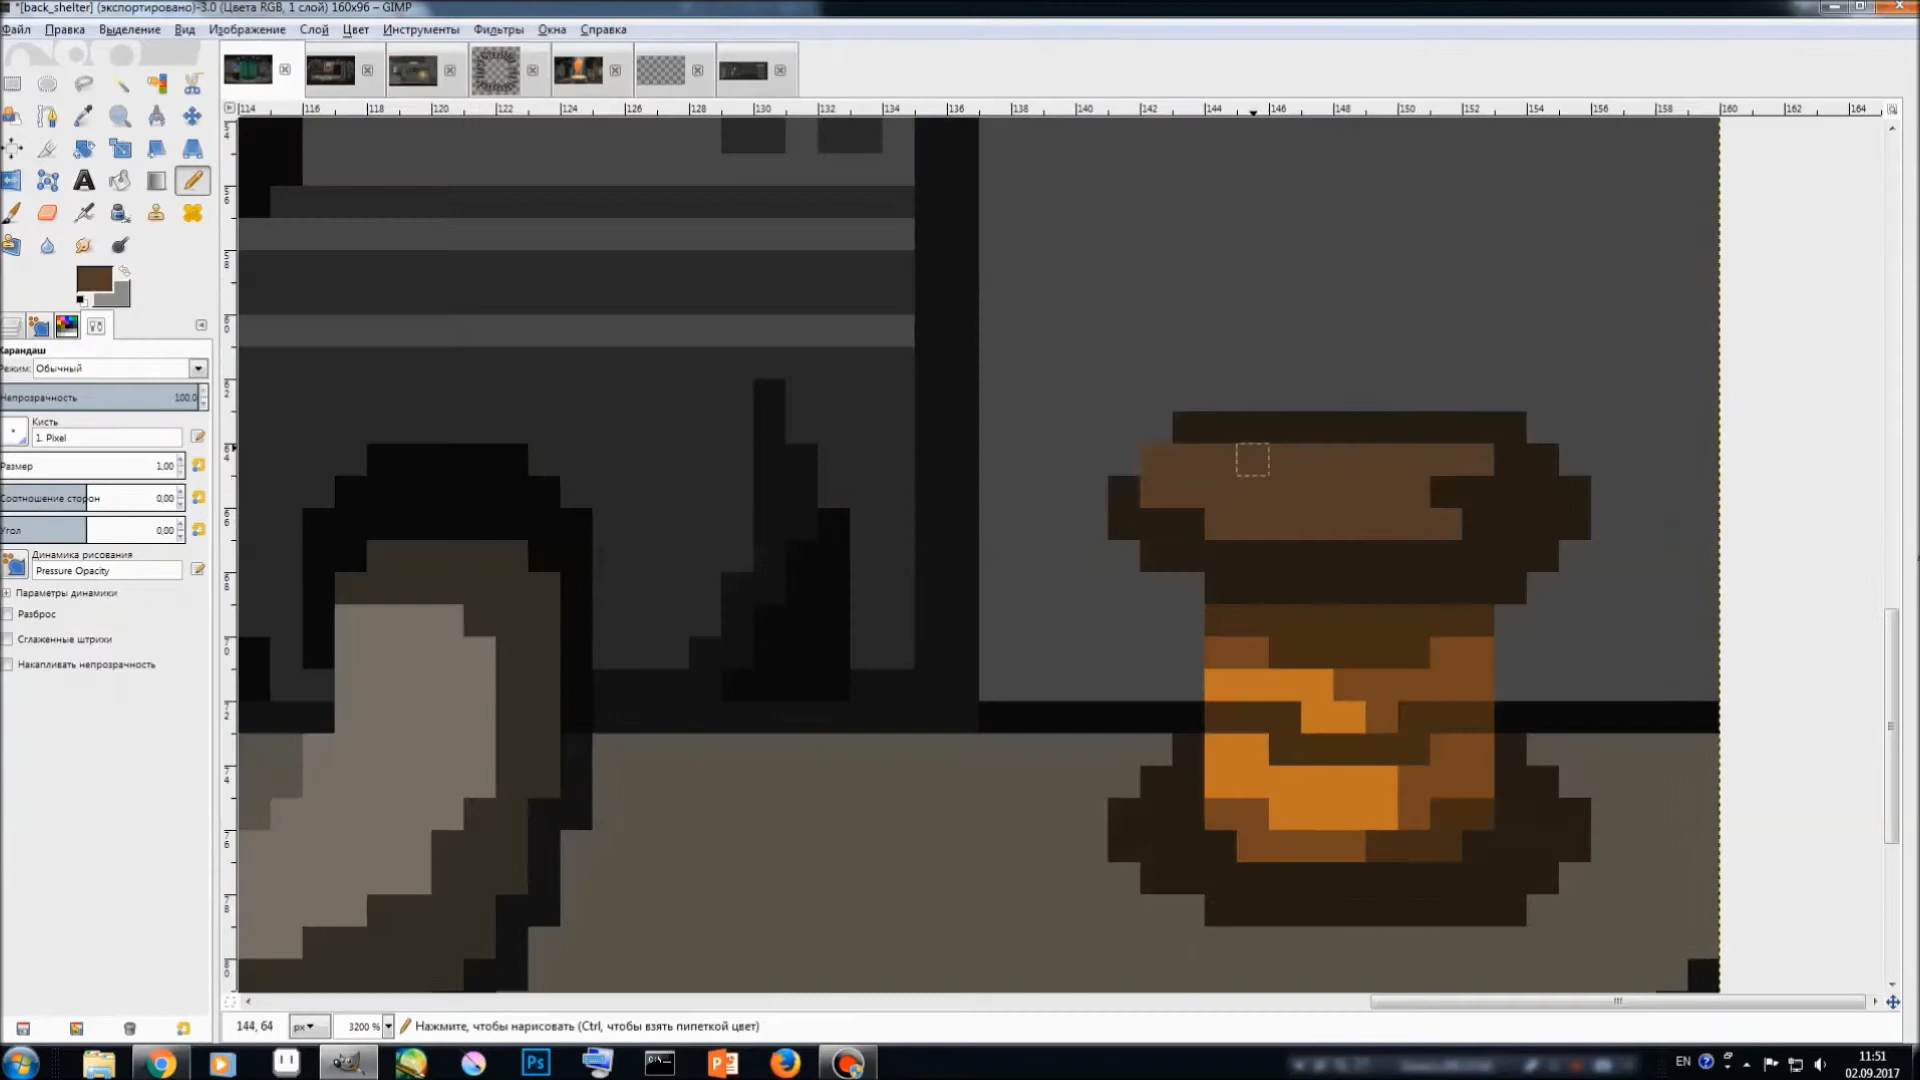 *[back_shelter] (экспортировано)-3.0 (Цвета RGB, 1 слой) 160x96 – GIMP
Файл Правка Выделение Вид Изображение Слой Цвет Инструменты Фильтры Окна Справка
114 116 118 120 122 124 126 128 130 132 134 136 138 140 142 144 146 148 150 152 154 156 158 160 162 164
Карандаш
Режим: Обычный
Непрозрачность 100,0
Кисть
1. Pixel
Размер 1,00
Соотношение сторон 0,00
Угол 0,00
Динамика рисования
Pressure Opacity
Параметры динамики
Разброс
Сглаженные штрихи
Накапливать непрозрачность
144, 64 px 3200 % Нажмите, чтобы нарисовать (Ctrl, чтобы взять пипеткой цвет)
Ps
EN
11:51
02.09.2017